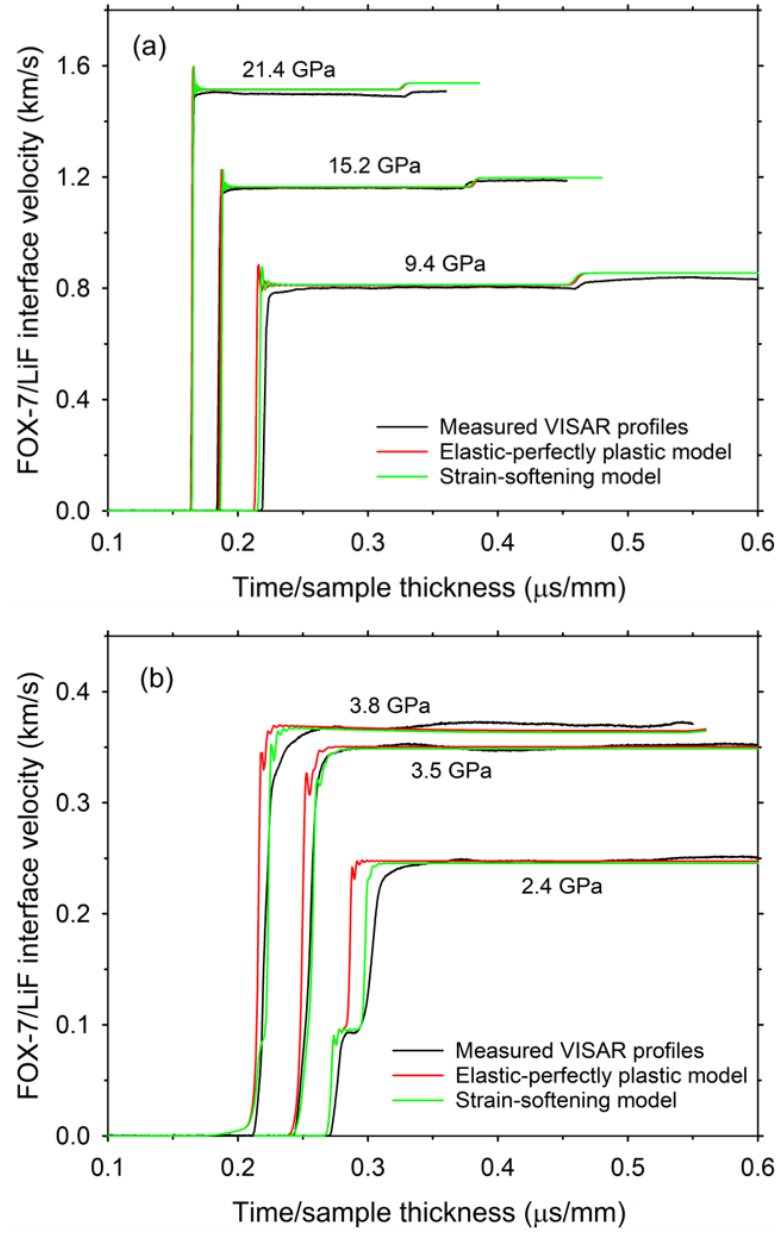 (a)
FOX-7/LiF interface velocity (km/s)
1.6
1.2
0.8
0.4
0.0
21.4 GPa
15.2 GPa
9.4 GPa
Measured VISAR profiles
Elastic-perfectly plastic model
Strain-softening model
0.1 0.2 0.3 0.4 0.5 0.6
Time/sample thickness (μs/mm)
(b)
FOX-7/LiF interface velocity (km/s)
0.4
0.3
0.2
0.1
0.0
3.8 GPa
3.5 GPa
2.4 GPa
Measured VISAR profiles
Elastic-perfectly plastic model
Strain-softening model
0.1 0.2 0.3 0.4 0.5 0.6
Time/sample thickness (μs/mm)